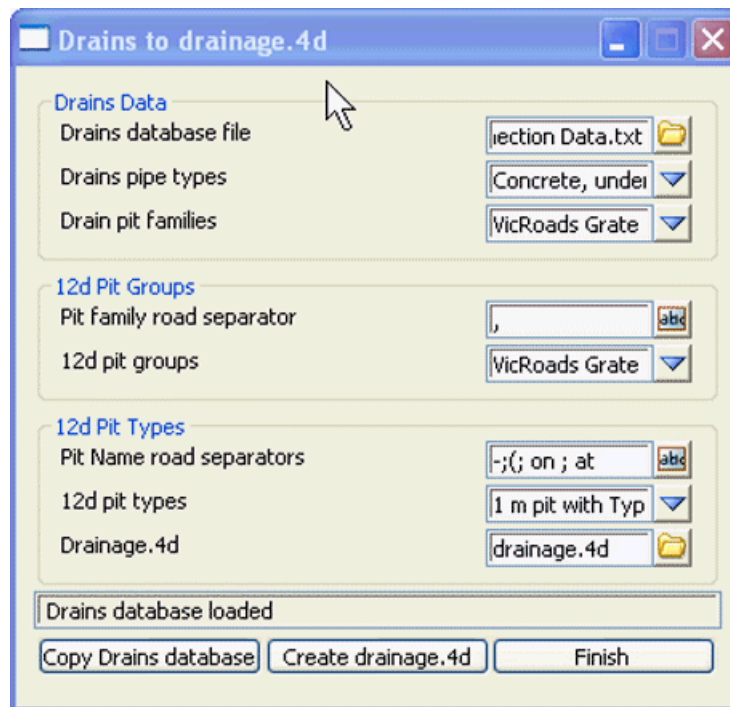 Drains to drainage.4d
Drains Data
Drains database file
ection Data.txt
Drains pipe types
Concrete, under
Drain pit families
VicRoads Grate
12d Pit Groups
Pit family road separator
,
abc
12d pit groups
VicRoads Grate
12d Pit Types
Pit Name road separators
-;(; on ; at
abc
12d pit types
1 m pit with Typ
Drainage.4d
drainage.4d
Drains database loaded
Copy Drains database Create drainage.4d Finish